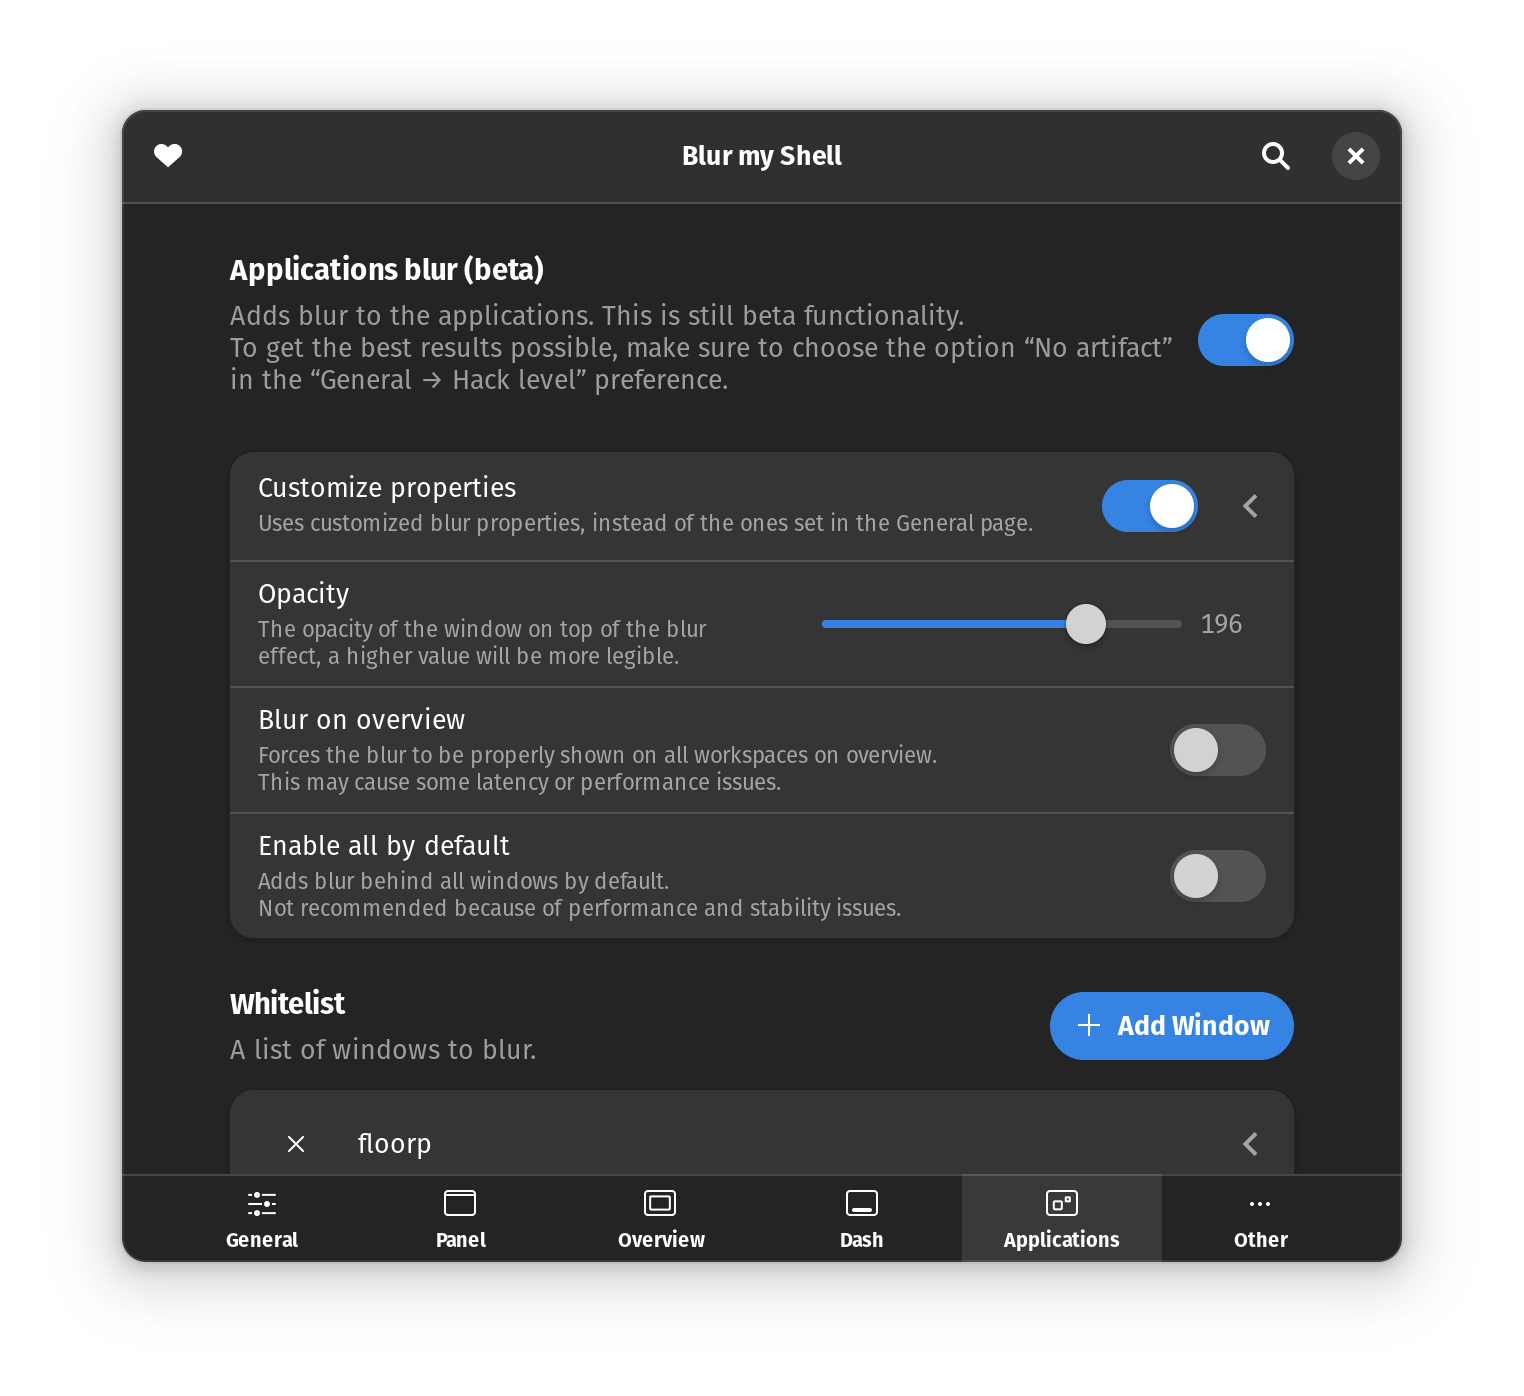 Blur my Shell
Applications blur (beta)
Adds blur to the applications. This is still beta functionality.
To get the best results possible, make sure to choose the option “No artifact”
in the “General → Hack level” preference.
Customize properties
Uses customized blur properties, instead of the ones set in the General page.
Opacity
The opacity of the window on top of the blur
effect, a higher value will be more legible.
196
Blur on overview
Forces the blur to be properly shown on all workspaces on overview.
This may cause some latency or performance issues.
Enable all by default
Adds blur behind all windows by default.
Not recommended because of performance and stability issues.
Whitelist
A list of windows to blur.
Add Window
floorp
General
Panel
Overview
Dash
Applications
Other